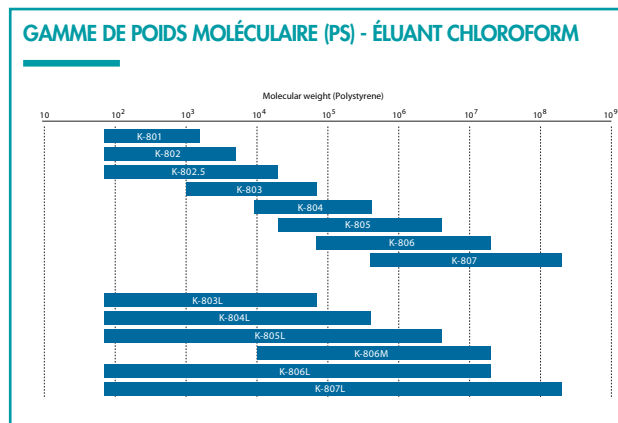 GAMME DE POIDS MOLÉCULAIRE (PS) - ÉLUANT CHLOROFORM
Molecular weight (Polystyrene)
10 10² 10³ 10⁴ 10⁵ 10⁶ 10⁷ 10⁸ 10⁹
K-801
K-802
K-802.5
K-803
K-804
K-805
K-806
K-807
K-803L
K-804L
K-805L
K-806M
K-806L
K-807L